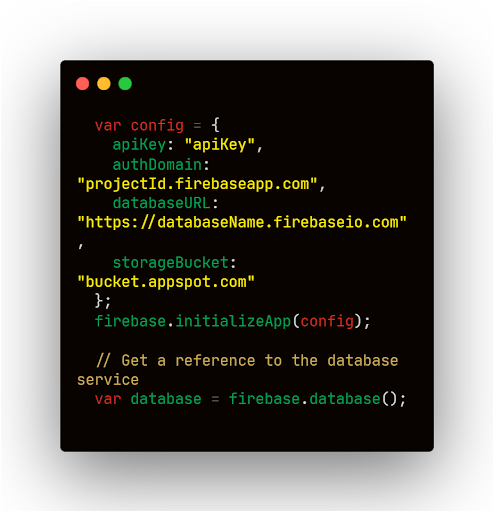 var config = {
apiKey: "apiKey",
authDomain:
"projectId.firebaseapp.com",
databaseURL:
"https://databaseName.firebaseio.com"
,
storageBucket:
"bucket.appspot.com"
};
firebase.initializeApp(config);
// Get a reference to the database
service
var database = firebase.database();